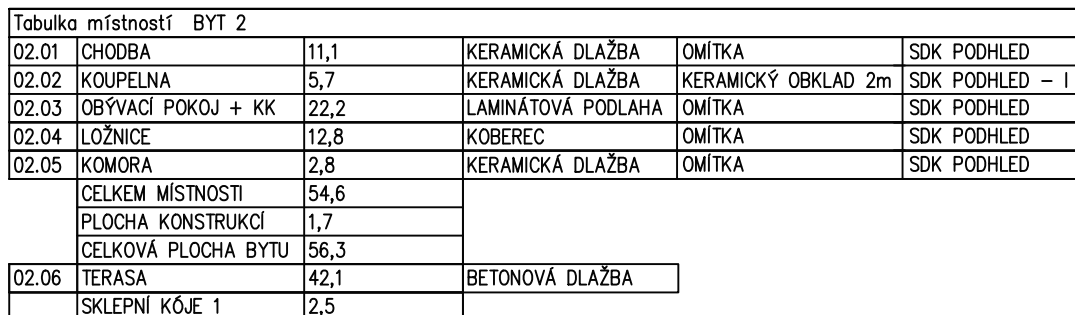 Tabulka místností BYT 2
02.01 CHODBA 11,1 KERAMICKÁ DLAŽBA OMÍTKA SDK PODHLED
02.02 KOUPELNA 5,7 KERAMICKÁ DLAŽBA KERAMICKÝ OBKLAD 2m SDK PODHLED – I
02.03 OBÝVACÍ POKOJ + KK 22,2 LAMINÁTOVÁ PODLAHA OMÍTKA SDK PODHLED
02.04 LOŽNICE 12,8 KOBEREC OMÍTKA SDK PODHLED
02.05 KOMORA 2,8 KERAMICKÁ DLAŽBA OMÍTKA SDK PODHLED
CELKEM MÍSTNOSTI 54,6
PLOCHA KONSTRUKCÍ 1,7
CELKOVÁ PLOCHA BYTU 56,3
02.06 TERASA 42,1 BETONOVÁ DLAŽBA
SKLEPNÍ KÓJE 1 2,5